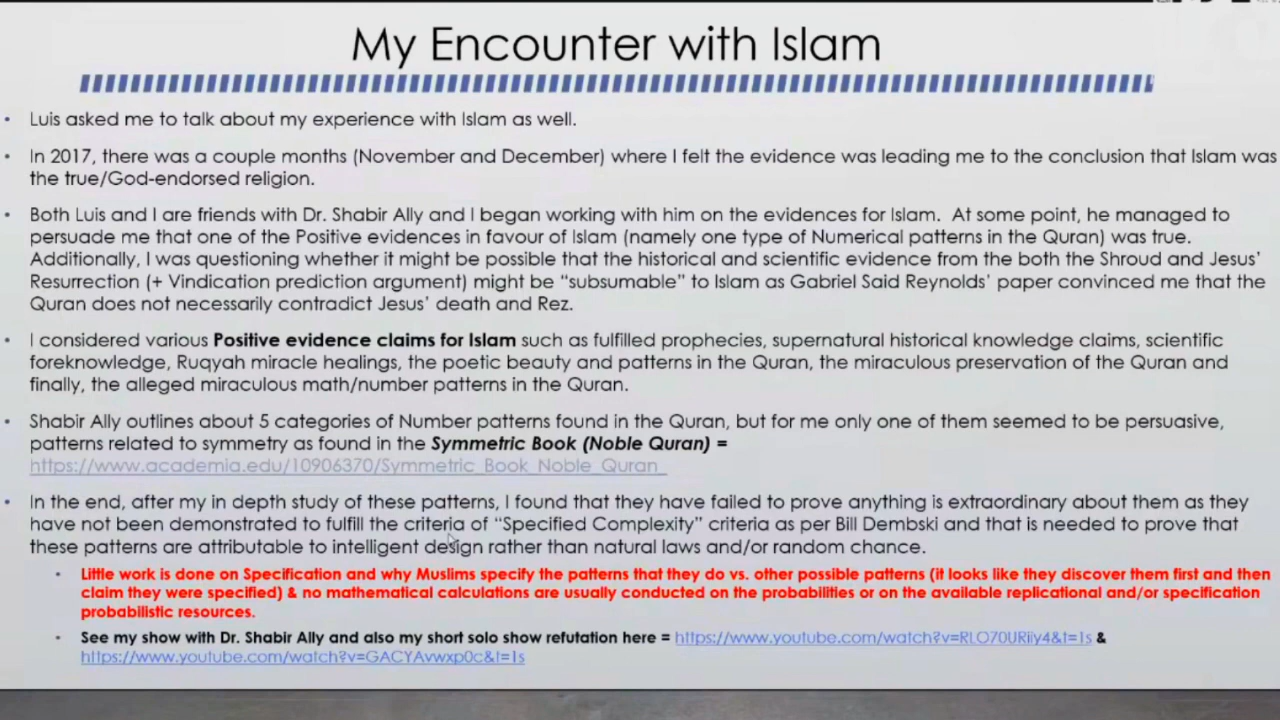 My Encounter with Islam
• Luis asked me to talk about my experience with Islam as well.
• In 2017, there was a couple months (November and December) where I felt the evidence was leading me to the conclusion that Islam was
the true/God-endorsed religion.
• Both Luis and I are friends with Dr. Shabir Ally and I began working with him on the evidences for Islam. At some point, he managed to
persuade me that one of the Positive evidences in favour of Islam (namely one type of Numerical patterns in the Quran) was true.
Additionally, I was questioning whether it might be possible that the historical and scientific evidence from the both the Shroud and Jesus'
Resurrection (+ Vindication prediction argument) might be "subsumable" to Islam as Gabriel Said Reynolds' paper convinced me that the
Quran does not necessarily contradict Jesus' death and Rez.
• I considered various Positive evidence claims for Islam such as fulfilled prophecies, supernatural historical knowledge claims, scientific
foreknowledge, Ruqyah miracle healings, the poetic beauty and patterns in the Quran, the miraculous preservation of the Quran and
finally, the alleged miraculous math/number patterns in the Quran.
• Shabir Ally outlines about 5 categories of Number patterns found in the Quran, but for me only one of them seemed to be persuasive,
patterns related to symmetry as found in the Symmetric Book (Noble Quran) =
https://www.academia.edu/10906370/Symmetric_Book_Noble_Quran_
• In the end, after my in depth study of these patterns, I found that they have failed to prove anything is extraordinary about them as they
have not been demonstrated to fulfill the criteria of "Specified Complexity" criteria as per Bill Dembski and that is needed to prove that
these patterns are attributable to intelligent design rather than natural laws and/or random chance.
• Little work is done on Specification and why Muslims specify the patterns that they do vs. other possible patterns (it looks like they discover them first and then
claim they were specified) & no mathematical calculations are usually conducted on the probabilities or on the available replicational and/or specification
probabilistic resources.
• See my show with Dr. Shabir Ally and also my short solo show refutation here = https://www.youtube.com/watch?v=RLO70URiiy4&t=1s &
https://www.youtube.com/watch?v=GACYAvwxp0c&t=1s